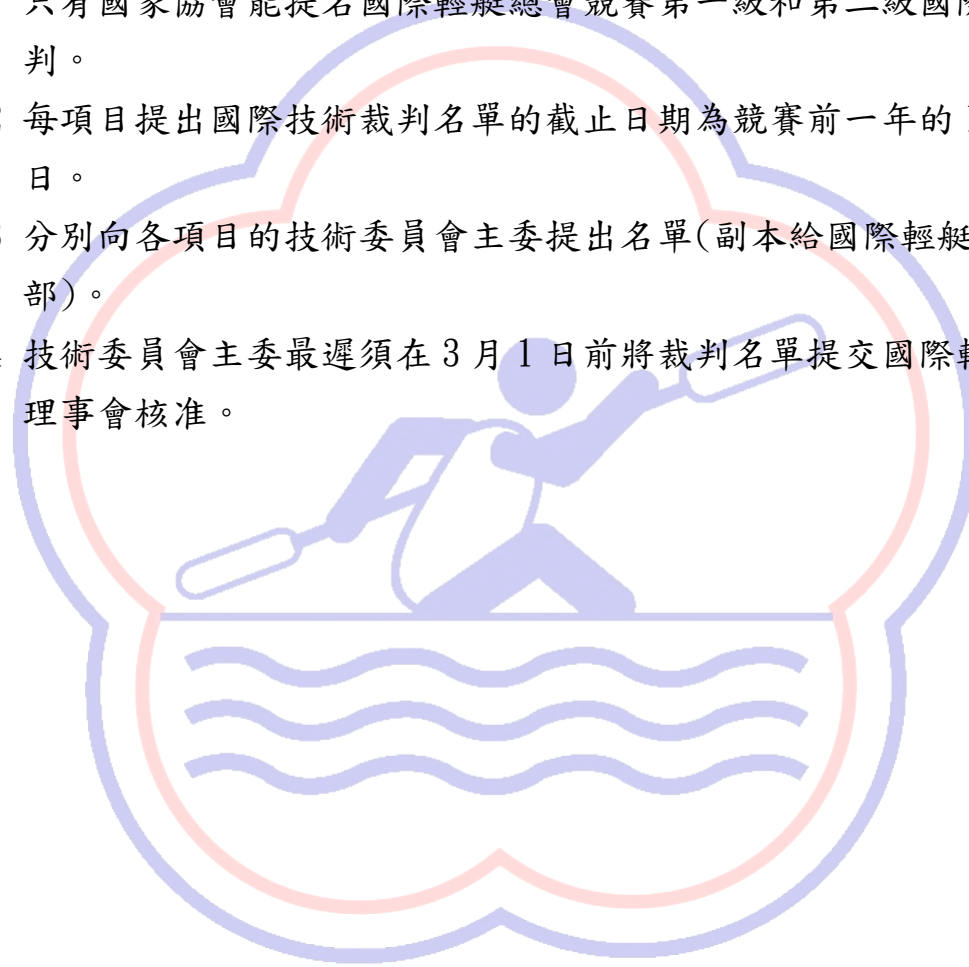 只有國家協會能提名國際輕艇總會競賽第一級和第二級國際
判。
每項目提出國際技術裁判名單的截止日期為競賽前一年的
日。
分別向各項目的技術委員會主委提出名單(副本給國際輕艇
部)。
技術委員會主委最遲須在 3 月 1 日前將裁判名單提交國際
理事會核准。